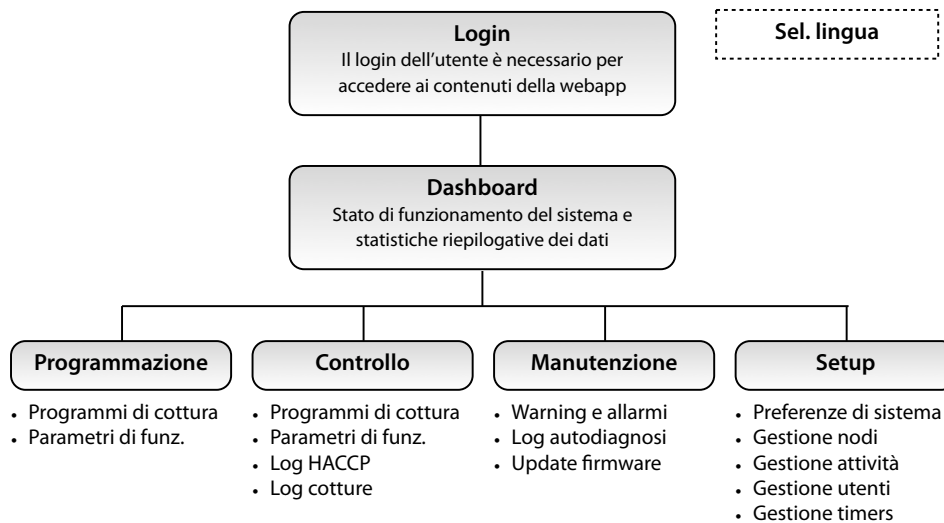 Login
Il login dell'utente è necessario per
accedere ai contenuti della webapp
Sel. lingua
Dashboard
Stato di funzionamento del sistema e
statistiche riepilogative dei dati
Programmazione
• Programmi di cottura
• Parametri di funz.
Controllo
• Programmi di cottura
• Parametri di funz.
• Log HACCP
• Log cotture
Manutenzione
• Warning e allarmi
• Log autodiagnosi
• Update firmware
Setup
• Preferenze di sistema
• Gestione nodi
• Gestione attività
• Gestione utenti
• Gestione timers